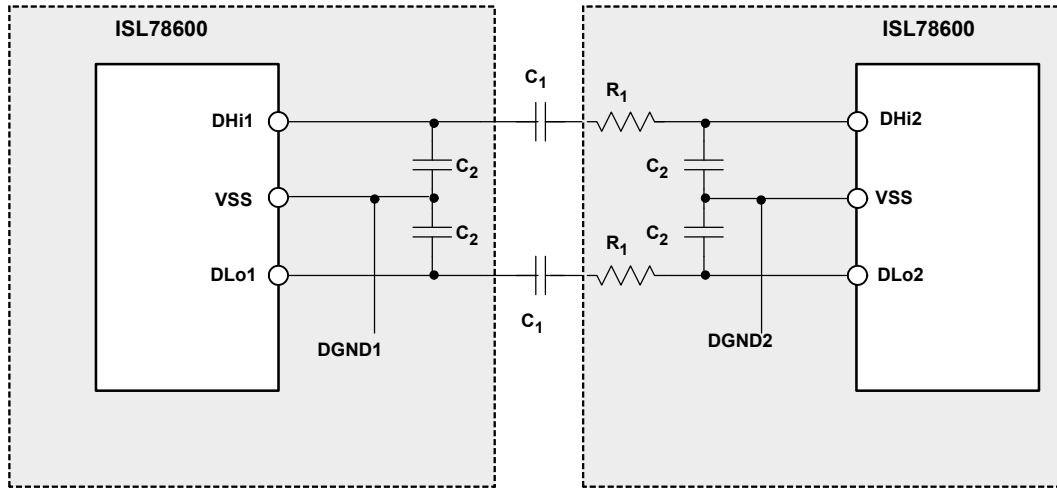 ISL78600
ISL78600
C1
R1
DHi1
DHi2
C2
C2
VSS
VSS
C2
C2
R1
DLo1
DLo2
C1
DGND1
DGND2